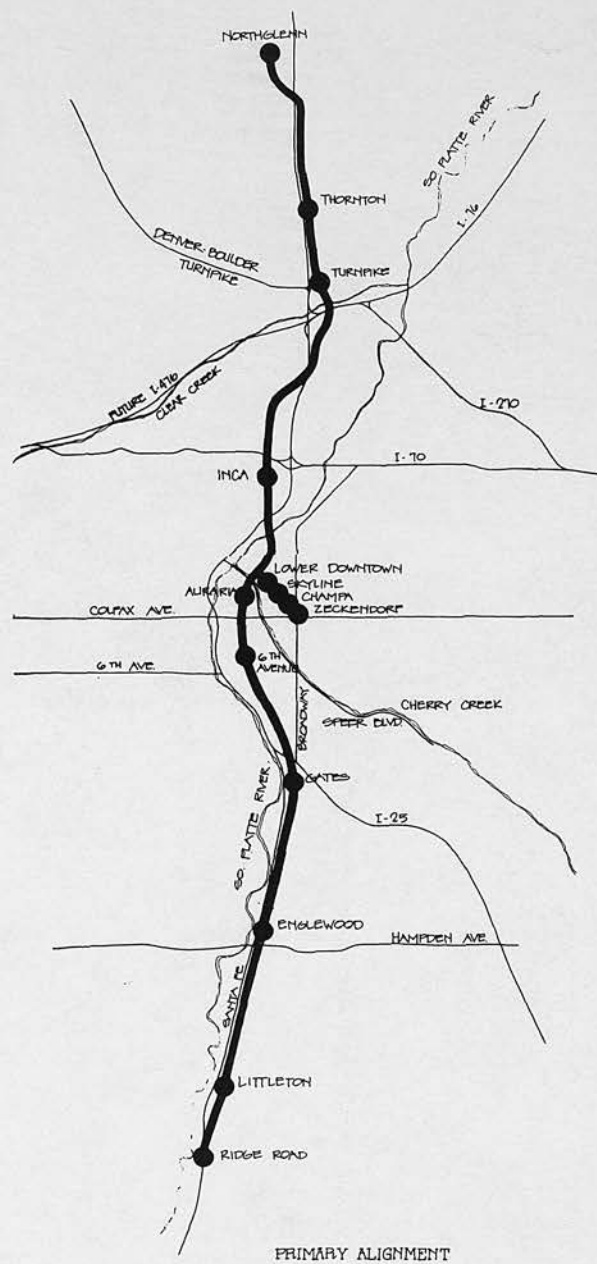 NORTHGLENN
SO PLATTE RIVER
THORNTON
I-76
DENVER-BOULDER
TURNPIKE
TURNPIKE
FUTURE I-470
CLEAR CREEK
I-270
I-70
INCA
LOWER DOWNTOWN
SKYLINE
AURARIA
CHAMPA
COLFAX AVE.
ZECKENDORF
6TH AVE.
6TH
AVENUE
BROADWAY
CHERRY CREEK
SPEER BLVD.
GATES
SO. PLATTE RIVER.
I-25
ENGLEWOOD
HAMPDEN AVE.
SANTA FE
LITTLETON
RIDGE ROAD
PRIMARY ALIGNMENT